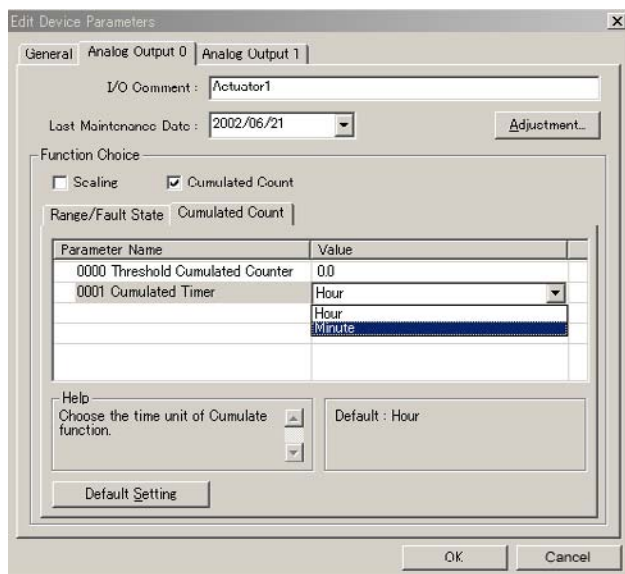 Edit Device Parameters
General
Analog Output 0
Analog Output 1
I/O Comment :
Actuator1
Last Maintenance Date :
2002/06/21
Adjustment...
Function Choice
Scaling
Cumulated Count
Range/Fault State
Cumulated Count
Parameter Name
Value
0000 Threshold Cumulated Counter
0.0
0001 Cumulated Timer
Hour
Hour
Minute
Help
Choose the time unit of Cumulate
function.
Default : Hour
Default Setting
OK
Cancel